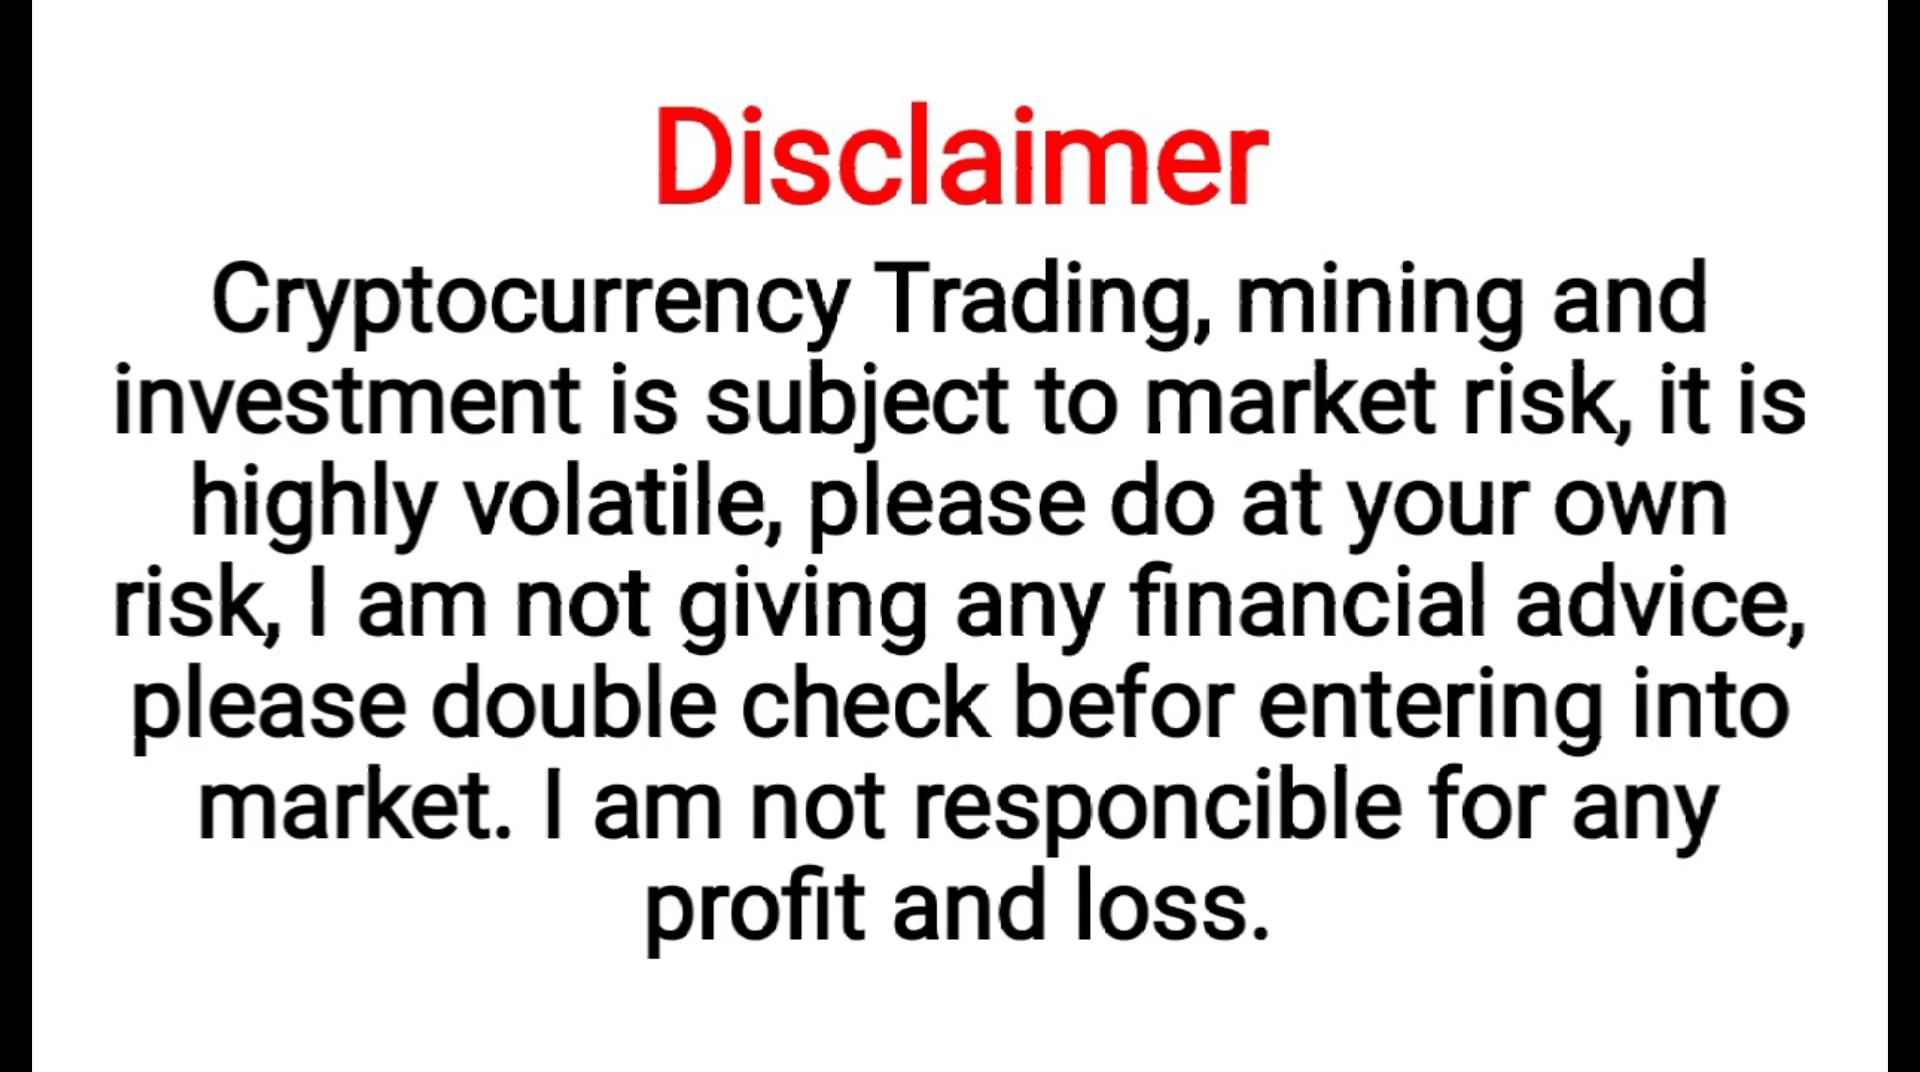 Disclaimer
Cryptocurrency Trading, mining and
investment is subject to market risk, it is
highly volatile, please do at your own
risk, I am not giving any financial advice,
please double check befor entering into
market. I am not responcible for any
profit and loss.